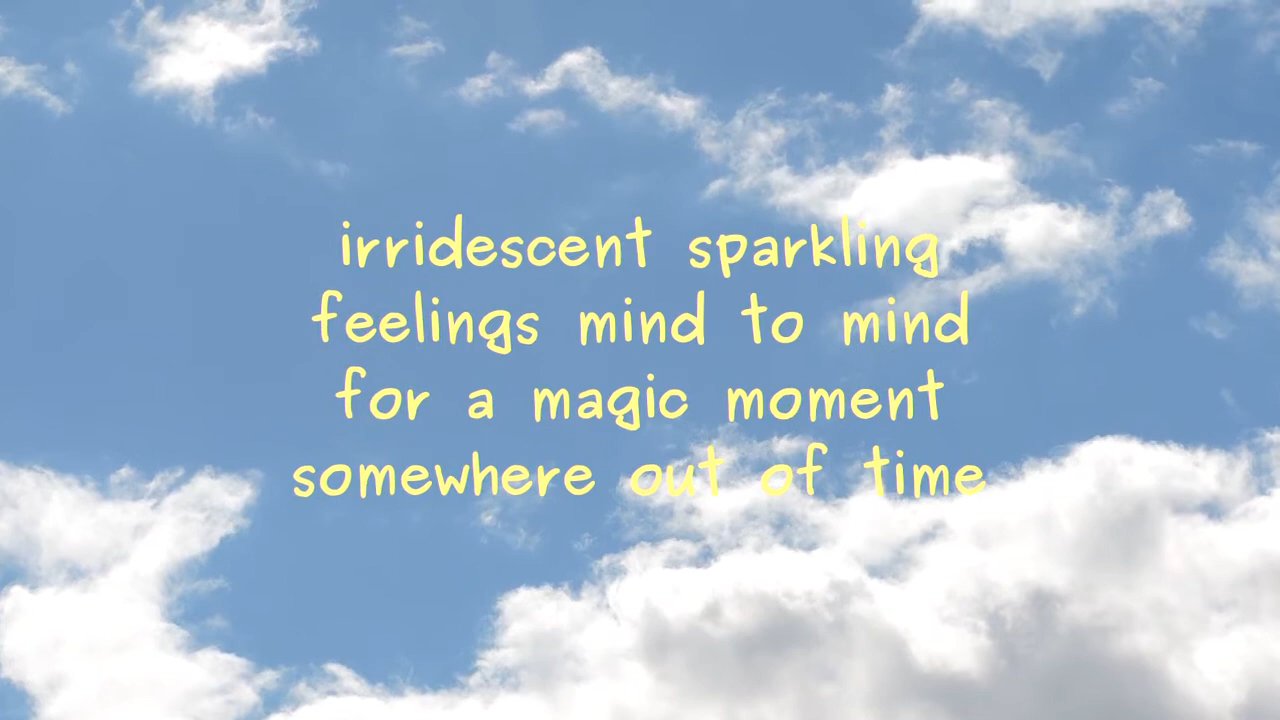 irridescent sparkling
feelings mind to mind
for a magic moment
somewhere out of time